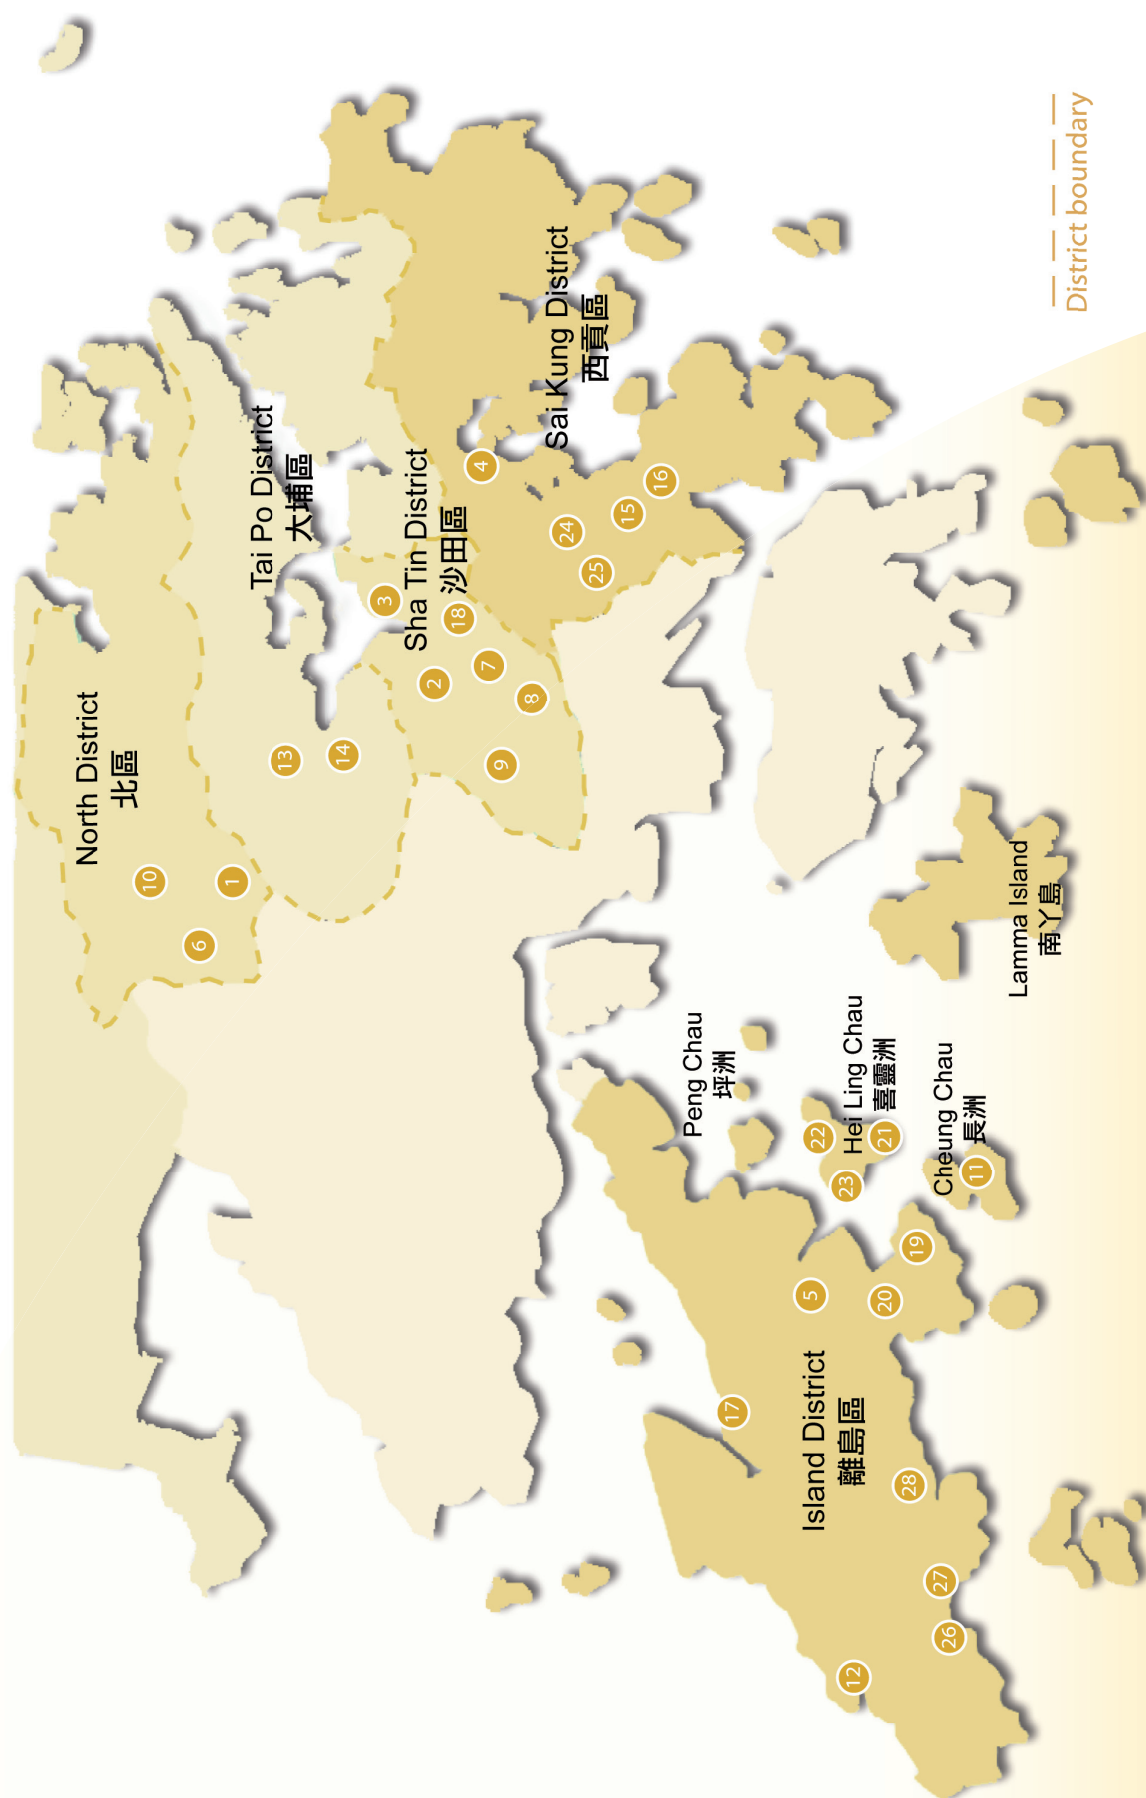 North District
北區
10
1
6
Tai Po District
大埔區
13
14
Sha Tin District
沙田區
3
18
2
7
8
9
Sai Kung District
西貢區
4
24
15
16
25
Peng Chau
坪洲
22
Hei Ling Chau
喜靈洲
23
21
Cheung Chau
長洲
11
Lamma Island
南丫島
Island District
離島區
17
5
20
19
28
27
26
12
District boundary